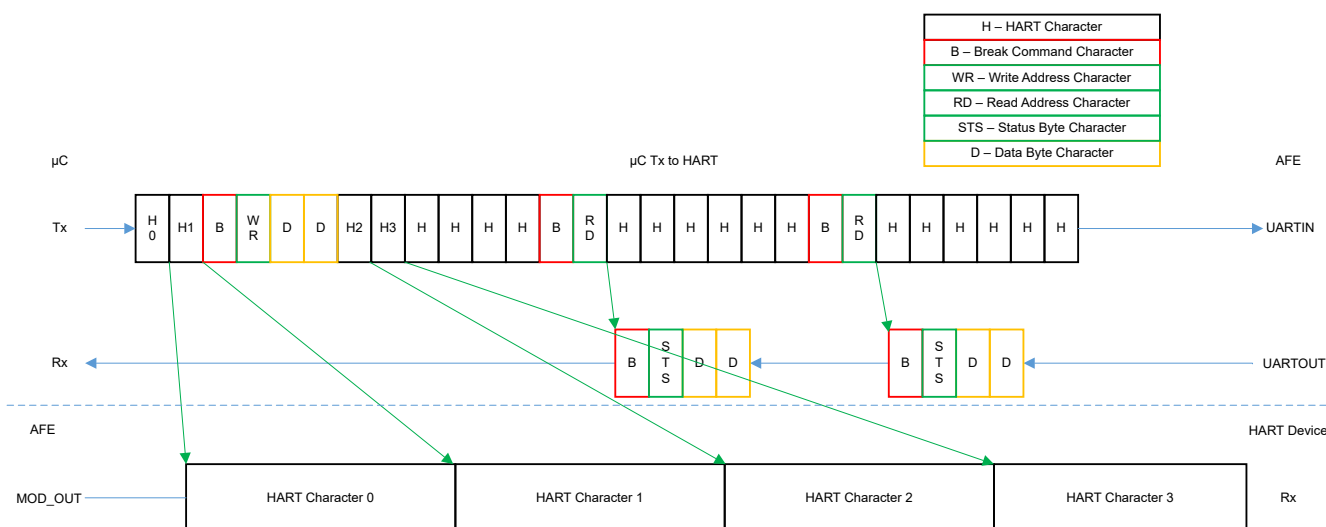 H – HART Character
B – Break Command Character
WR – Write Address Character
RD – Read Address Character
STS – Status Byte Character
D – Data Byte Character
µC
µC Tx to HART
AFE
Tx
H
0
H1
B
W
R
D
D
H2
H3
H
H
H
H
B
R
D
H
H
H
H
H
H
B
R
D
H
H
H
H
H
H
UARTIN
Rx
B
S
T
S
D
D
B
S
T
S
D
D
UARTOUT
AFE
HART Device
MOD_OUT
HART Character 0
HART Character 1
HART Character 2
HART Character 3
Rx